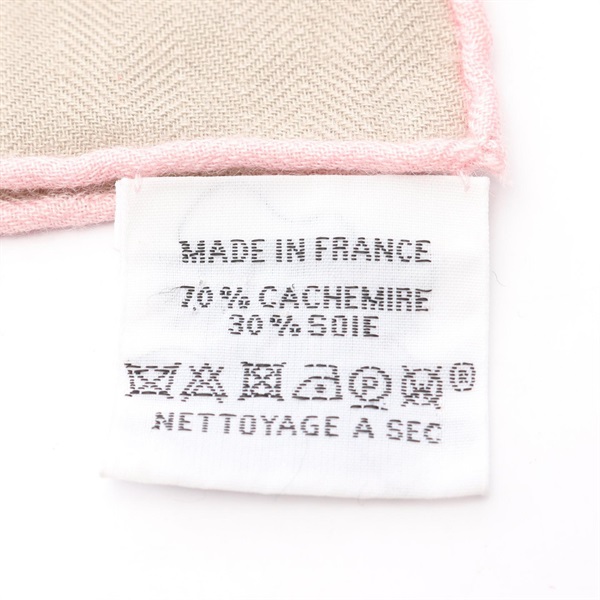 MADE IN FRANCE
70% CACHEMIRE
30% SOIE
P W ®
NETTOYAGE A SEC